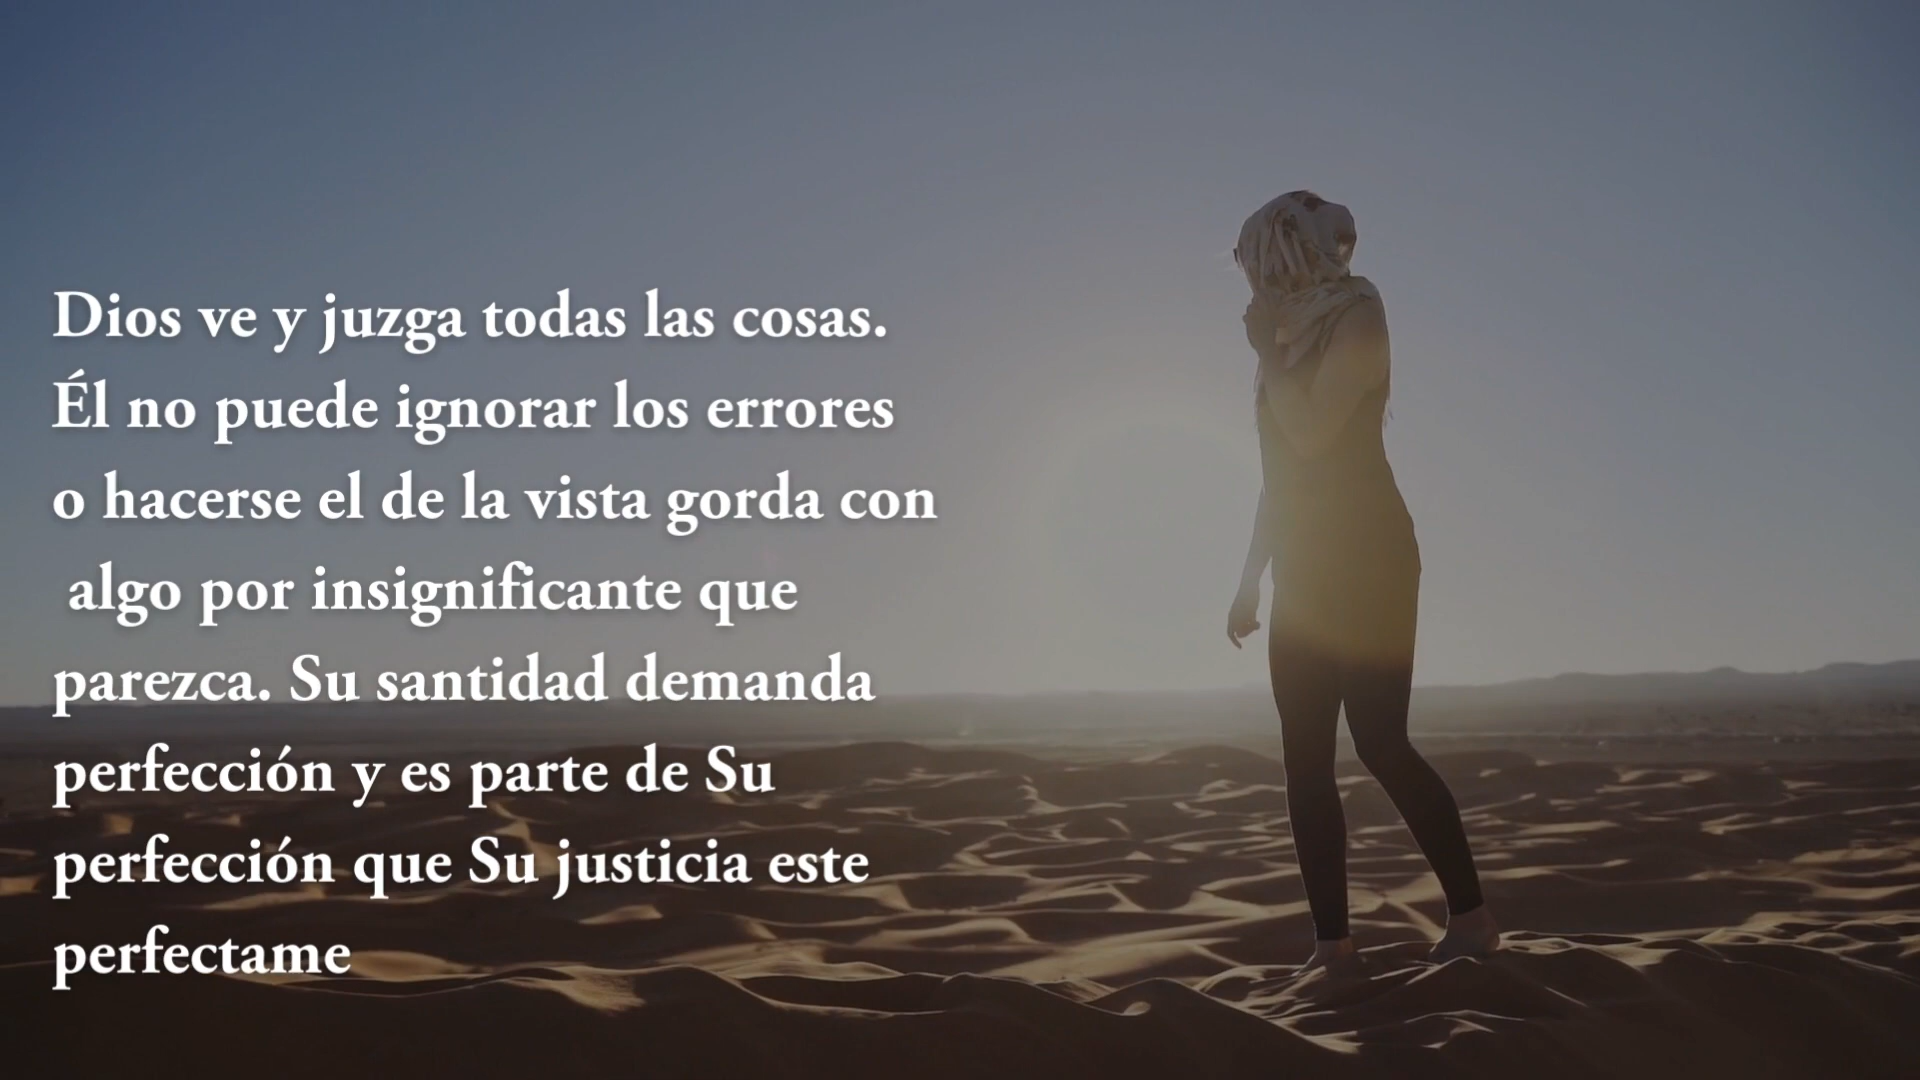 Dios ve y juzga todas las cosas.
Él no puede ignorar los errores
o hacerse el de la vista gorda con
algo por insignificante que
parezca. Su santidad demanda
perfección y es parte de Su
perfección que Su justicia este
perfectame